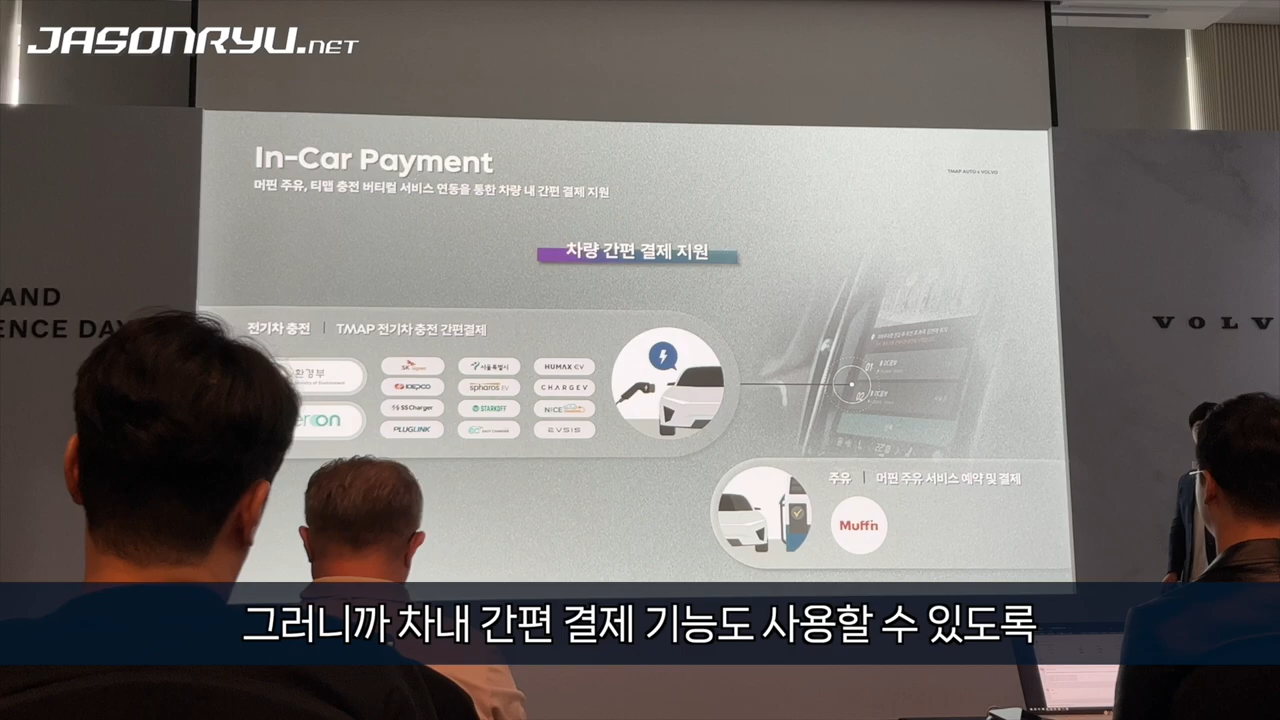 JASONRYU.NET
In-Car Payment
머핀 주유, 티맵 충전 버티컬 서비스 연동을 통한 차량 내 간편 결제 지원
TMAP AUTO x VOLVO
차량 간편 결제 지원
AND
ENCE DAY
VOLV
전기차 충전 | TMAP 전기차 충전 간편결제
환경부
Ministry of Environment
SK
서울특별시
HUMAX EV
KEPCO
spharos EV
CHARGEV
SS Charger
STARKOFF
NICE
PLUGLINK
EVSIS
01
02
주유 | 머핀 주유 서비스 예약 및 결제
Muffin
그러니까 차내 간편 결제 기능도 사용할 수 있도록